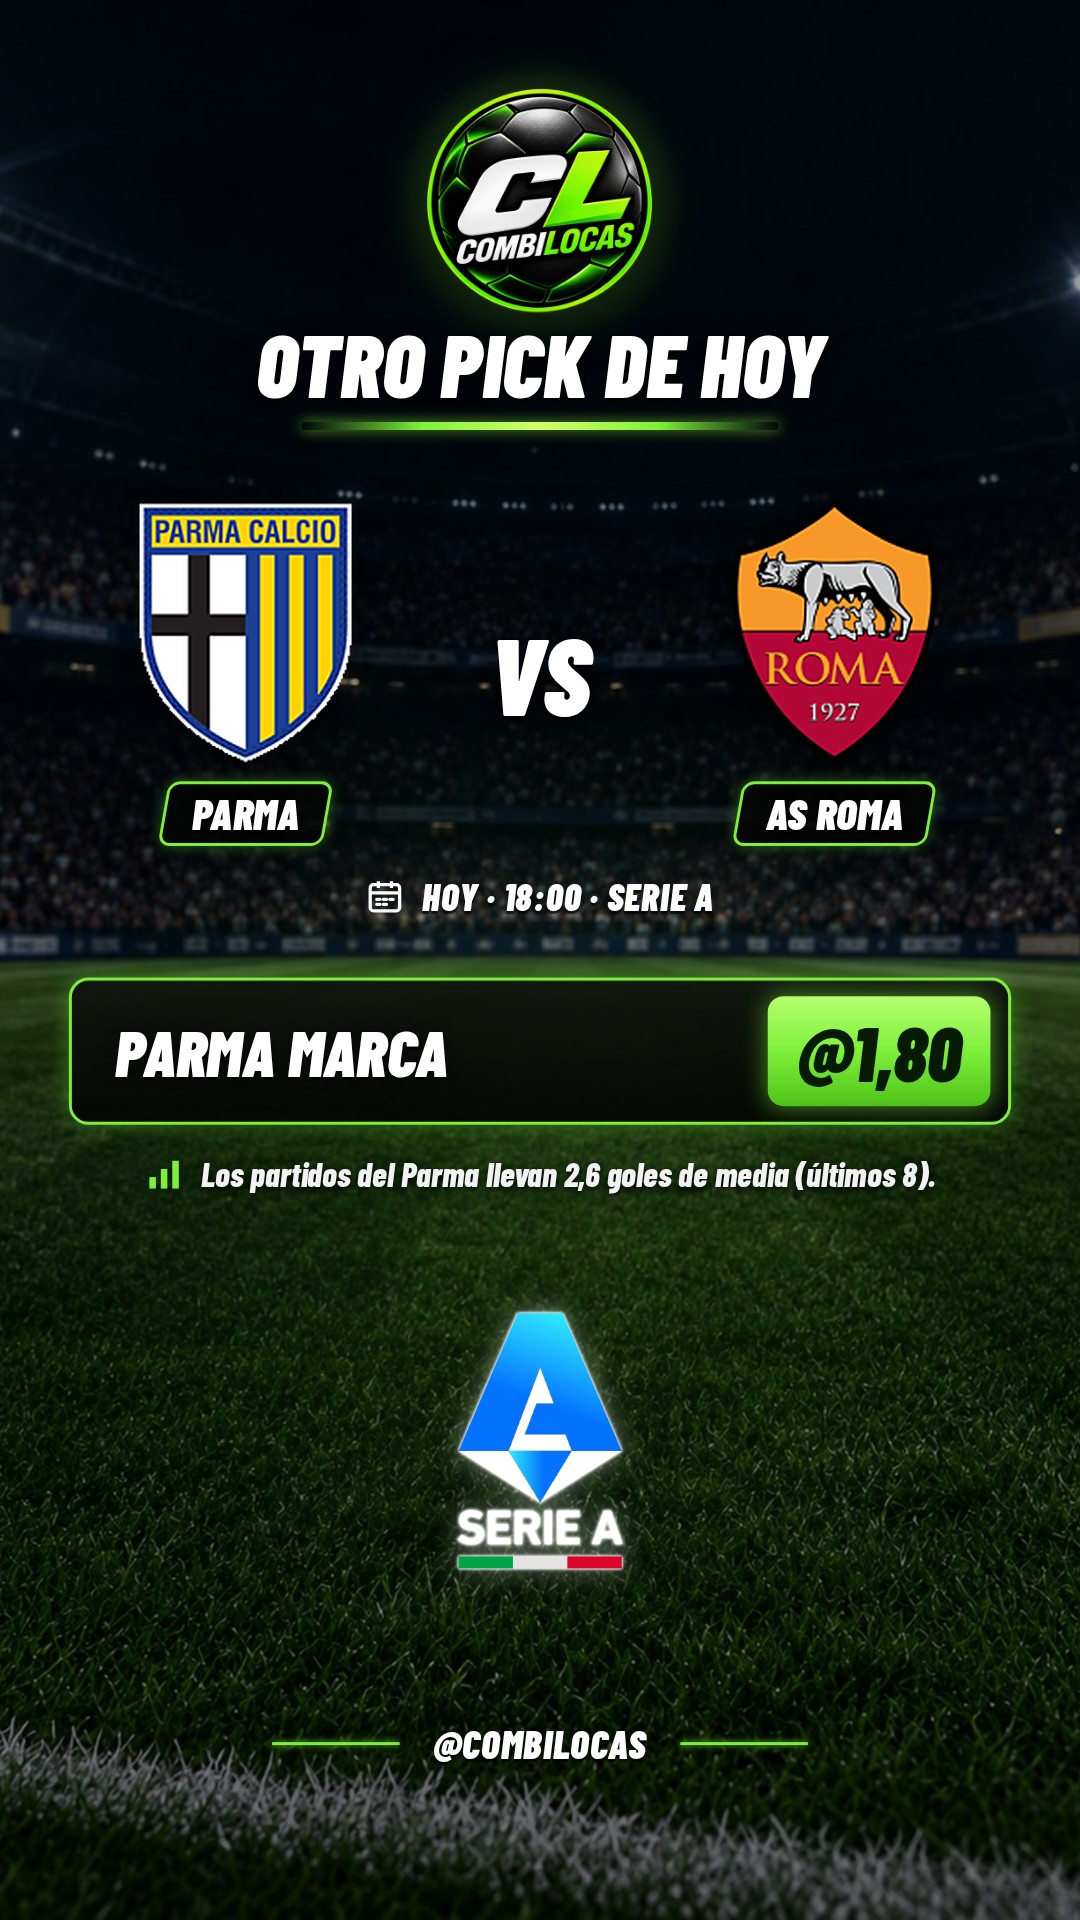 CL
COMBILOCAS
OTRO PICK DE HOY
PARMA CALCIO
ROMA
1927
VS
PARMA
AS ROMA
HOY · 18:00 · SERIE A
PARMA MARCA
@1,80
Los partidos del Parma llevan 2,6 goles de media (últimos 8).
SERIE A
@COMBILOCAS